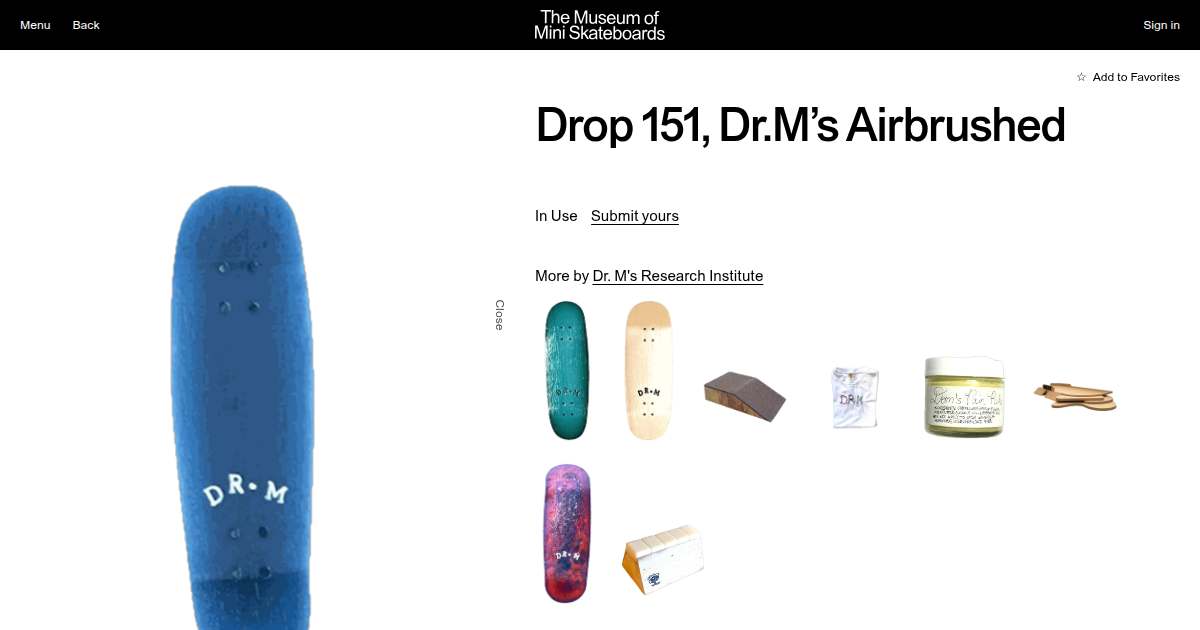 Menu
Back
The Museum of
Mini Skateboards
Sign in
☆ Add to Favorites
Drop 151, Dr.M’s Airbrushed
In Use Submit yours
More by Dr. M's Research Institute
Close
DR•M
DR•M
DR•M
DR.M
DR•M